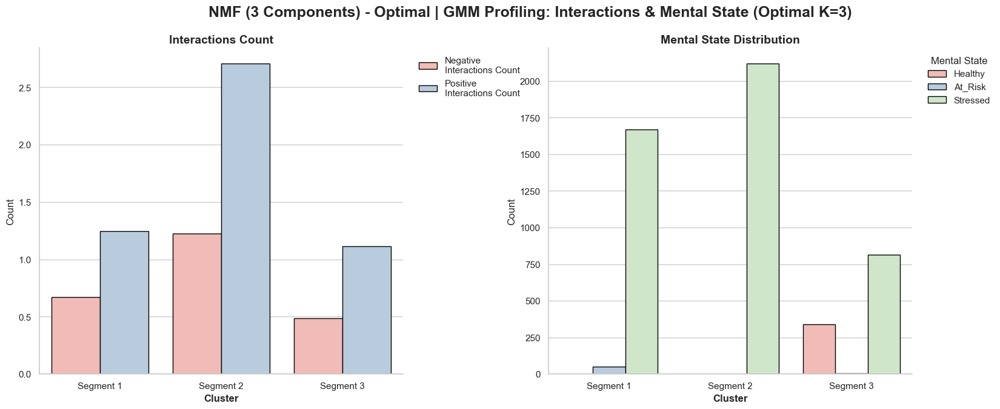 NMF (3 Components) - Optimal | GMM Profiling: Interactions & Mental State (Optimal K=3)
Interactions Count
2.5
2.0
1.5
1.0
0.5
0.0
Count
Segment 1
Segment 2
Segment 3
Cluster
Negative
Interactions Count
Positive
Interactions Count
Mental State Distribution
2000
1750
1500
1250
1000
750
500
250
0
Count
Segment 1
Segment 2
Segment 3
Cluster
Mental State
Healthy
At_Risk
Stressed